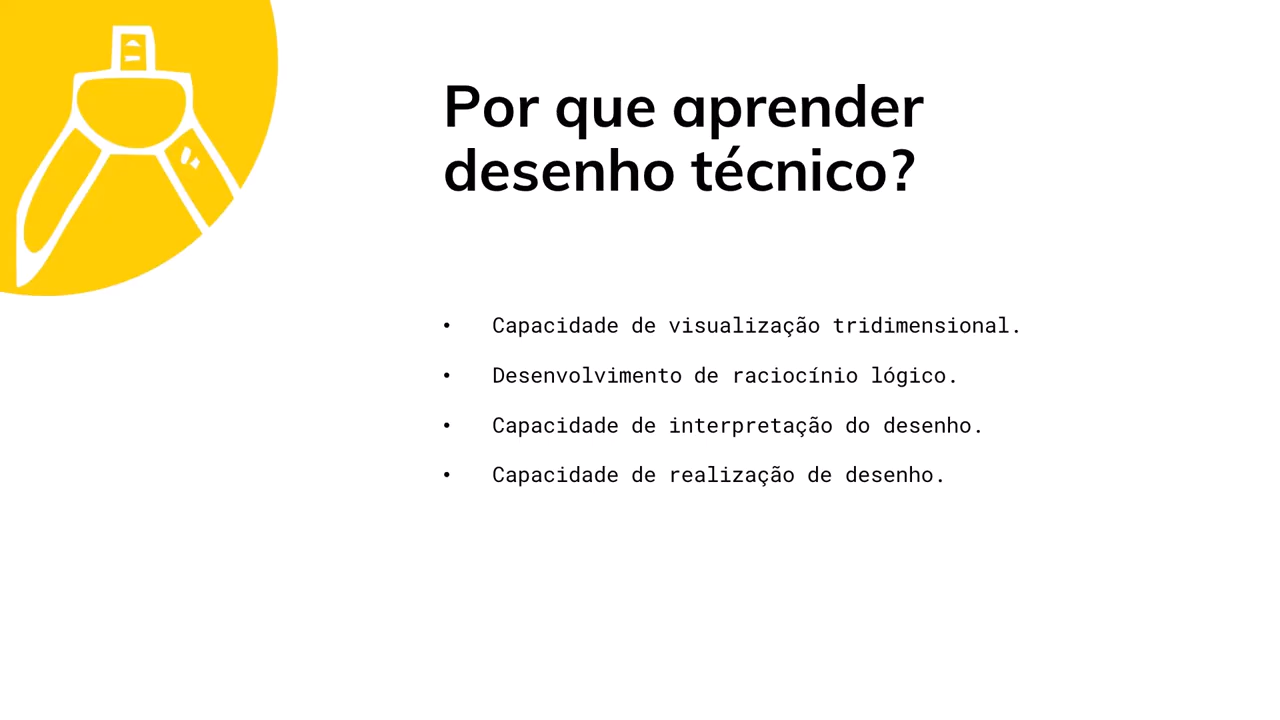 Por que aprender
desenho técnico?
• Capacidade de visualização tridimensional.
• Desenvolvimento de raciocínio lógico.
• Capacidade de interpretação do desenho.
• Capacidade de realização de desenho.